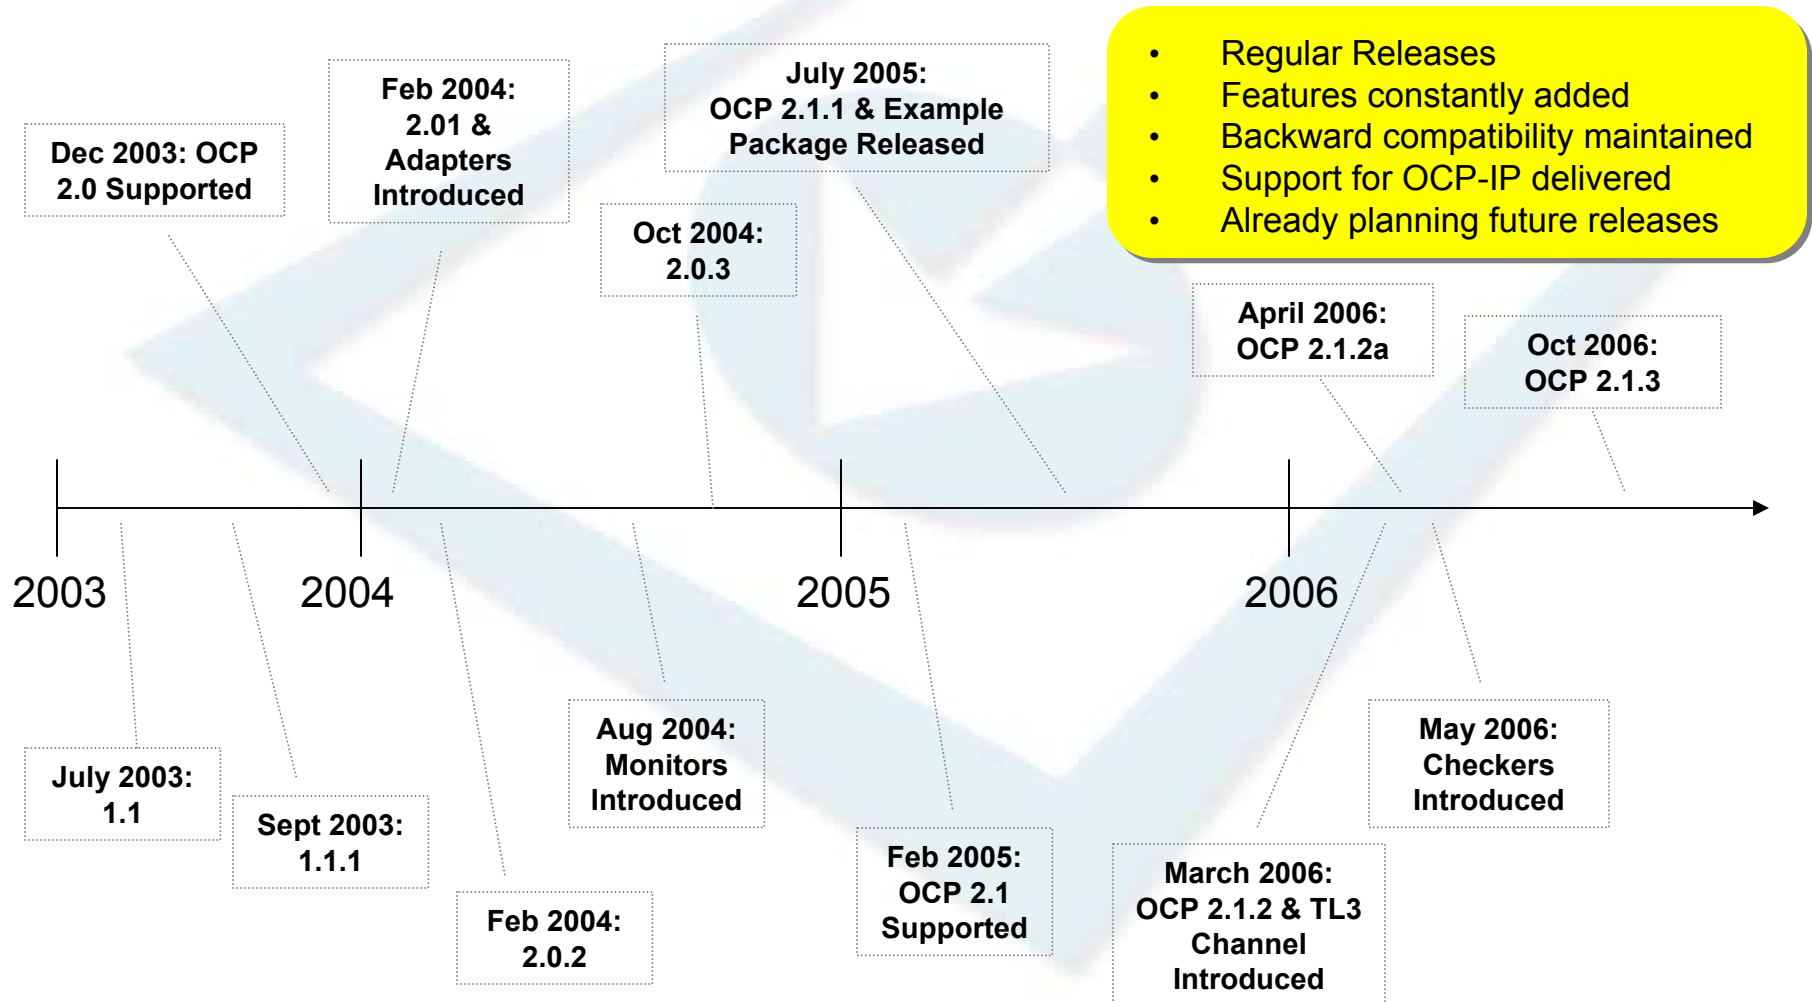 Dec 2003: OCP
2.0 Supported
Feb 2004:
2.01 &
Adapters
Introduced
July 2005:
OCP 2.1.1 & Example
Package Released
Oct 2004:
2.0.3
• Regular Releases
• Features constantly added
• Backward compatibility maintained
• Support for OCP-IP delivered
• Already planning future releases
April 2006:
OCP 2.1.2a
Oct 2006:
OCP 2.1.3
2003
2004
2005
2006
July 2003:
1.1
Sept 2003:
1.1.1
Feb 2004:
2.0.2
Aug 2004:
Monitors
Introduced
Feb 2005:
OCP 2.1
Supported
March 2006:
OCP 2.1.2 & TL3
Channel
Introduced
May 2006:
Checkers
Introduced